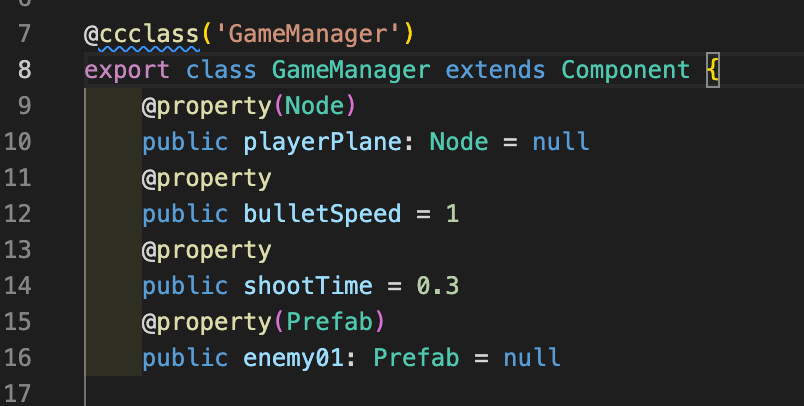 7 @ccclass('GameManager')
8 export class GameManager extends Component {
9 @property(Node)
10 public playerPlane: Node = null
11 @property
12 public bulletSpeed = 1
13 @property
14 public shootTime = 0.3
15 @property(Prefab)
16 public enemy01: Prefab = null
17